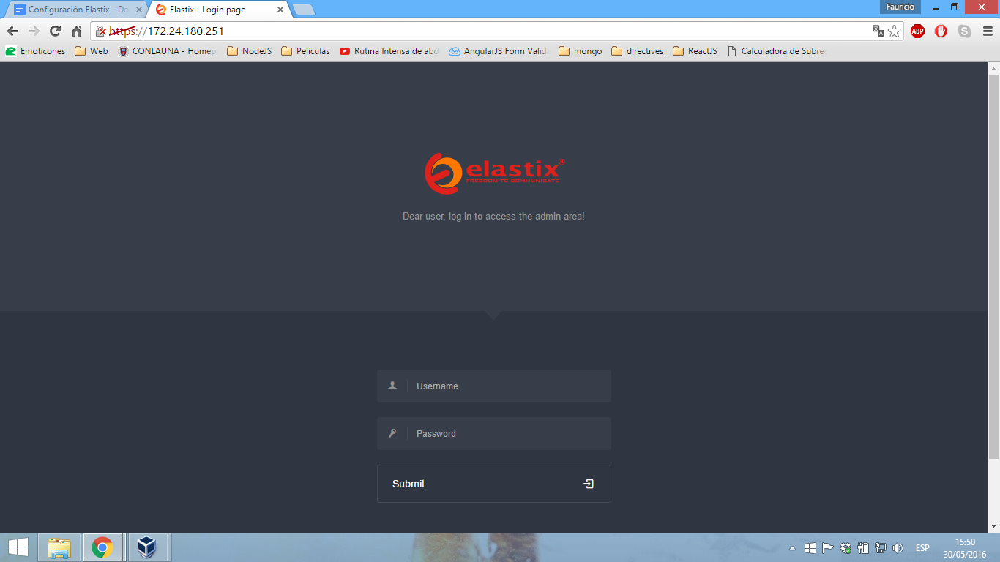 Configuración Elastix - Do
Elastix - Login page
Fauricio
https://172.24.180.251
ABP
Emoticones
Web
CONLAUNA - Homep
NodeJS
Películas
Rutina Intensa de abd
AngularJS Form Valid
mongo
directives
ReactJS
Calculadora de Subre
elastix®
FREEDOM TO COMMUNICATE
Dear user, log in to access the admin area!
Username
Password
Submit
ESP
15:50
30/05/2016